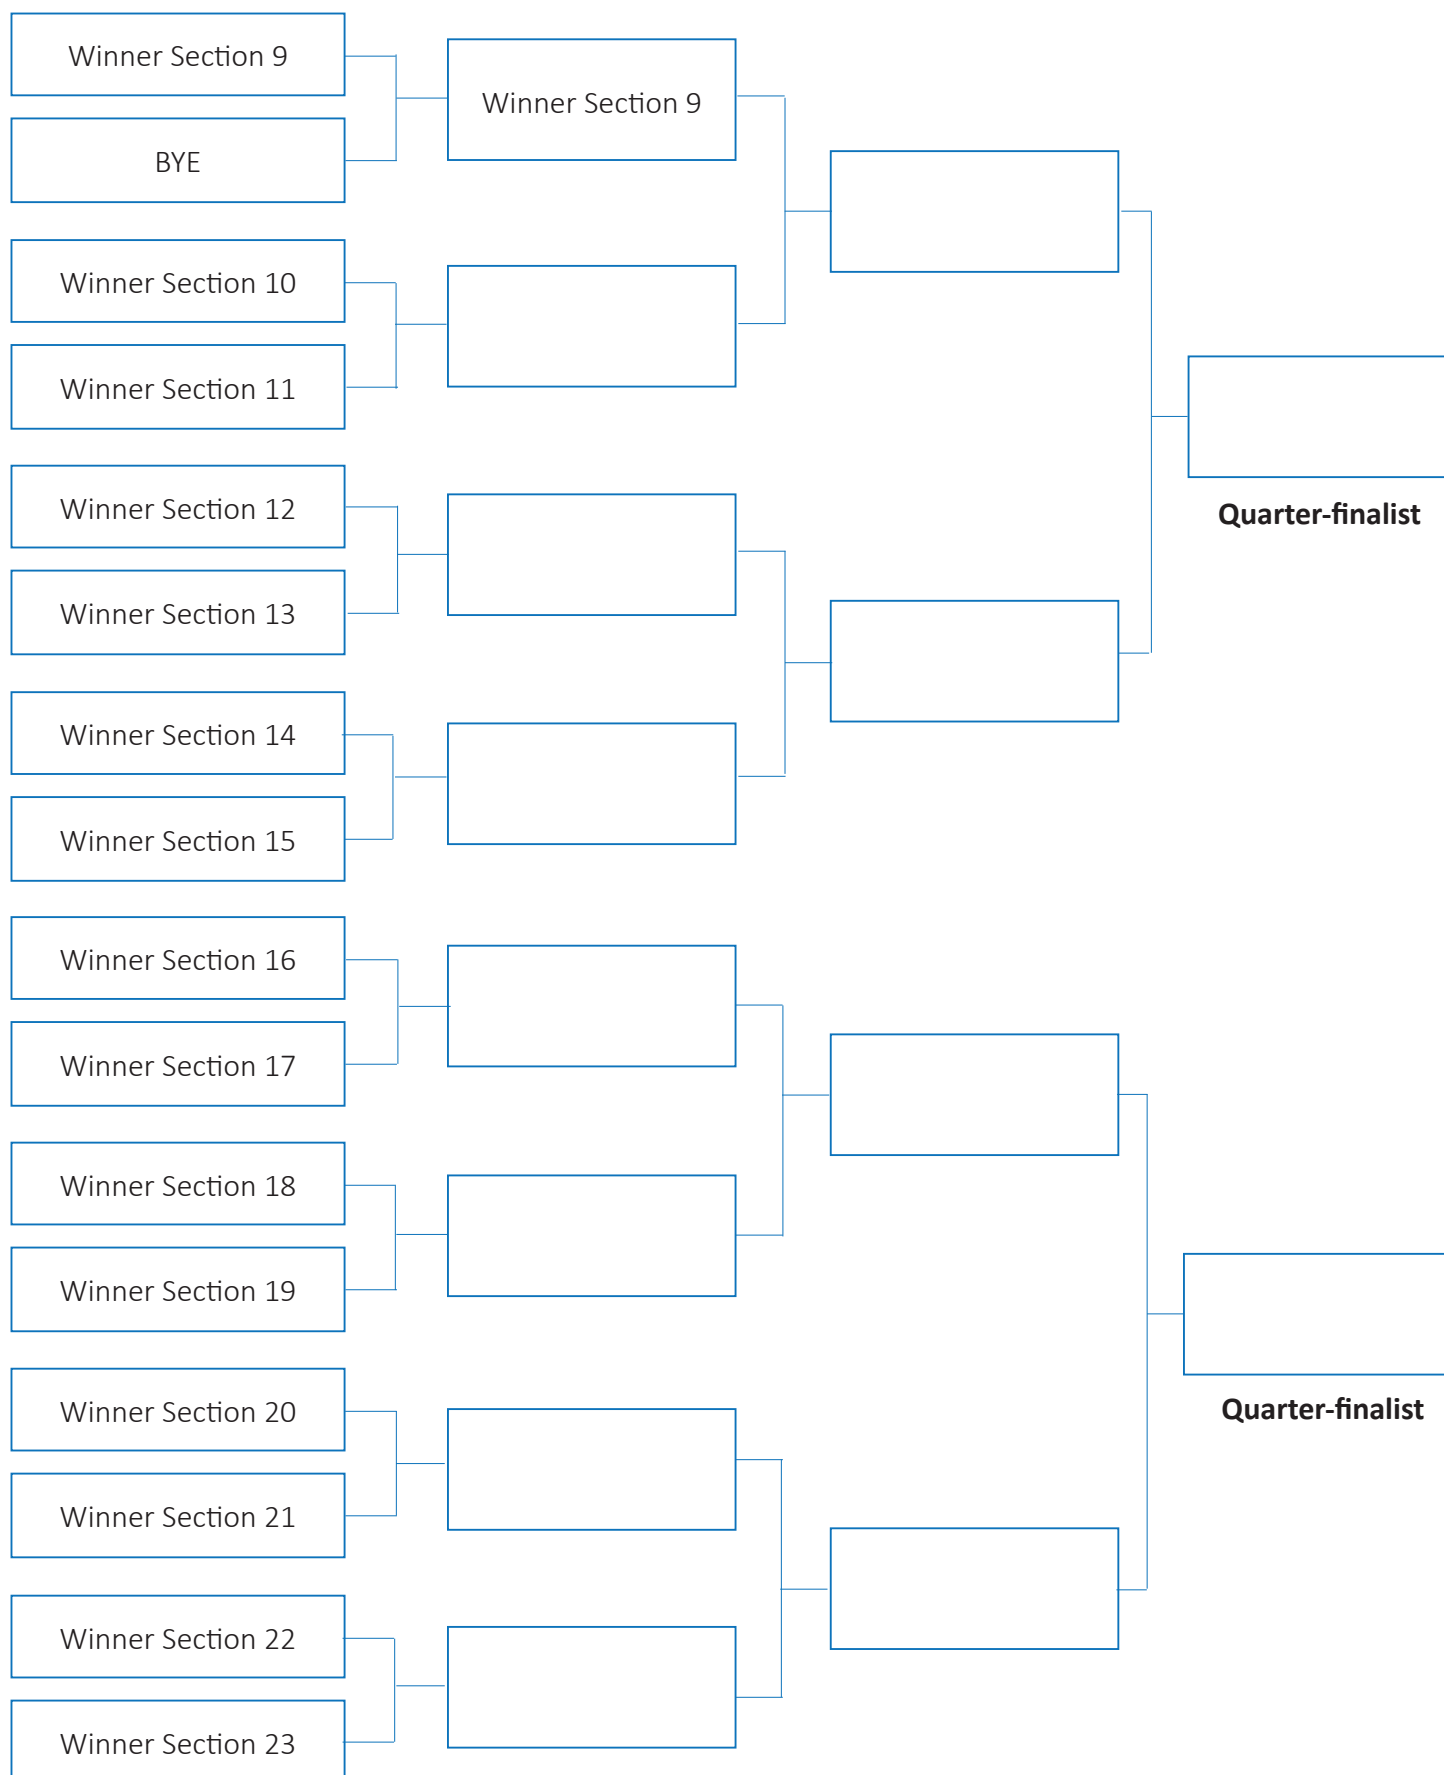 Winner Section 9
Winner Section 9
BYE
Winner Section 10
Winner Section 11
Winner Section 12
Quarter-finalist
Winner Section 13
Winner Section 14
Winner Section 15
Winner Section 16
Winner Section 17
Winner Section 18
Winner Section 19
Winner Section 20
Quarter-finalist
Winner Section 21
Winner Section 22
Winner Section 23